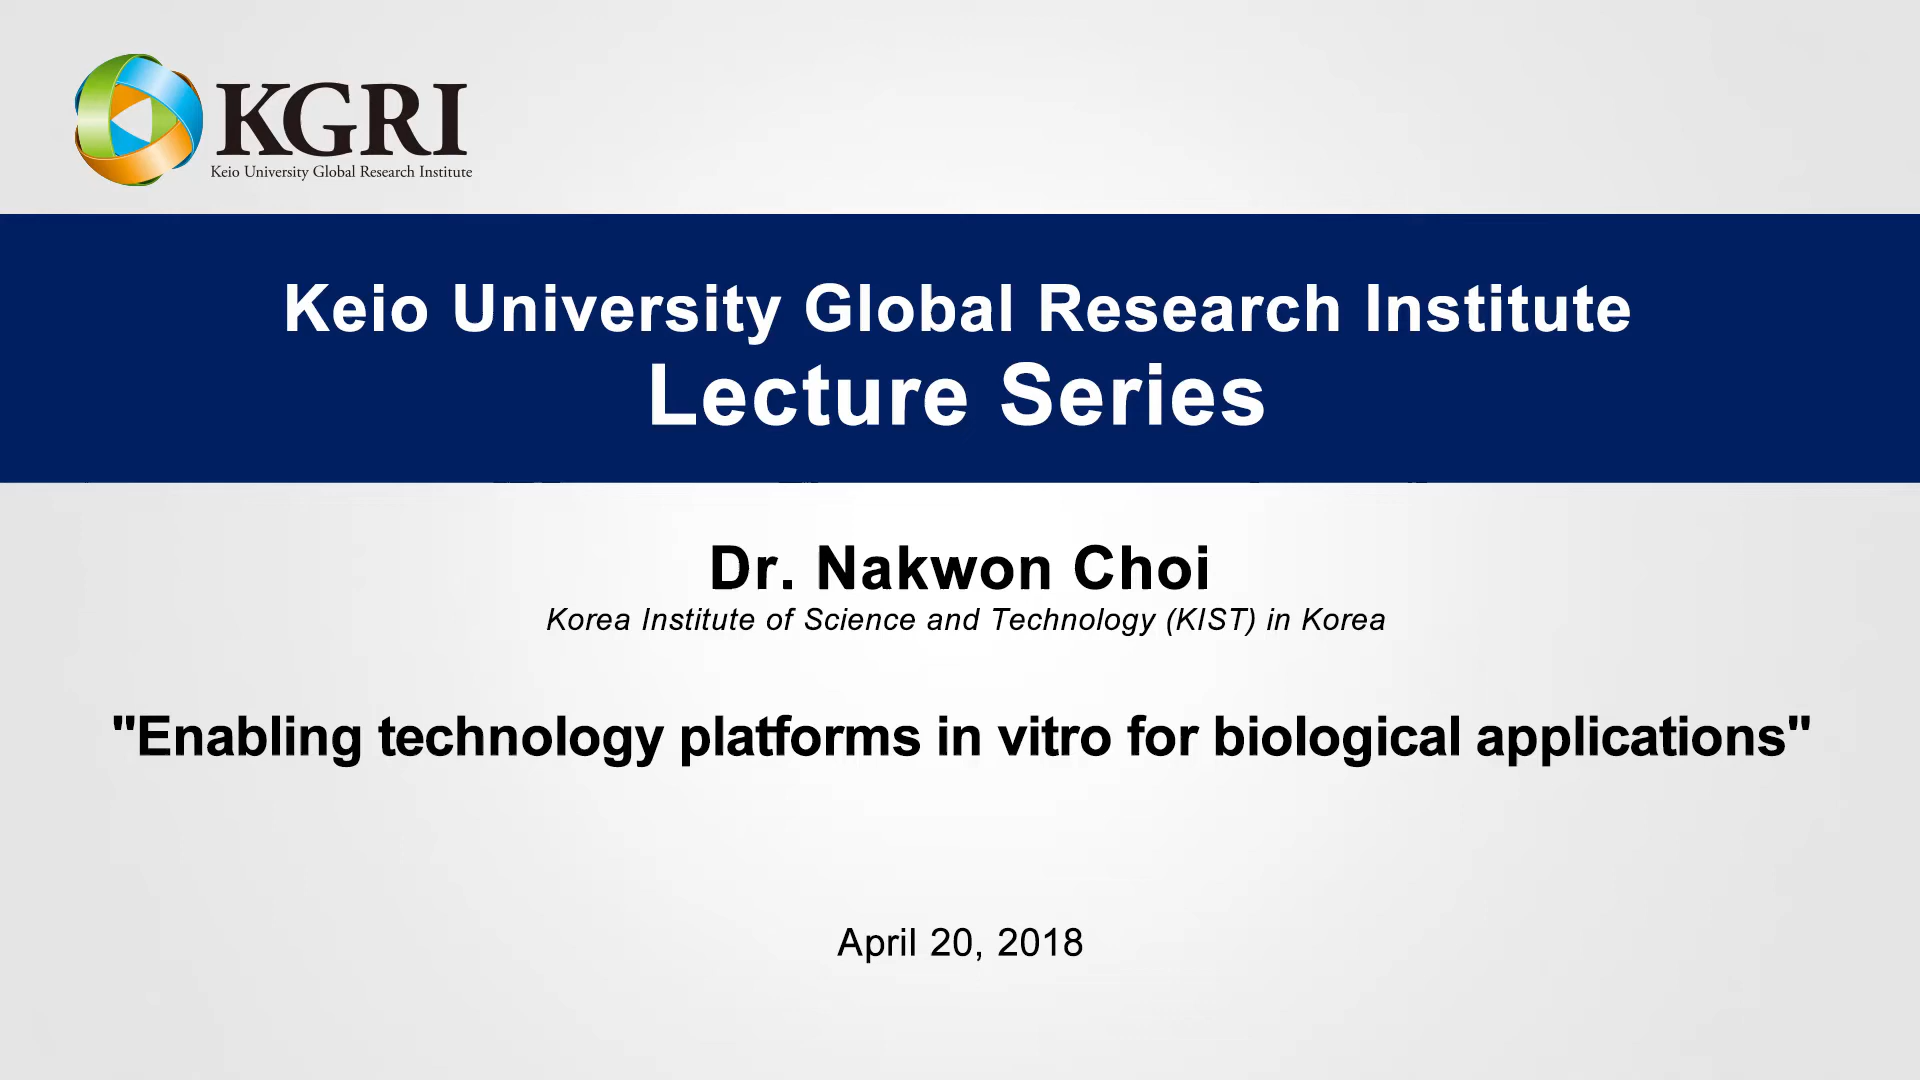 KGRI
Keio University Global Research Institute
Keio University Global Research Institute
Lecture Series
Dr. Nakwon Choi
Korea Institute of Science and Technology (KIST) in Korea
"Enabling technology platforms in vitro for biological applications"
April 20, 2018